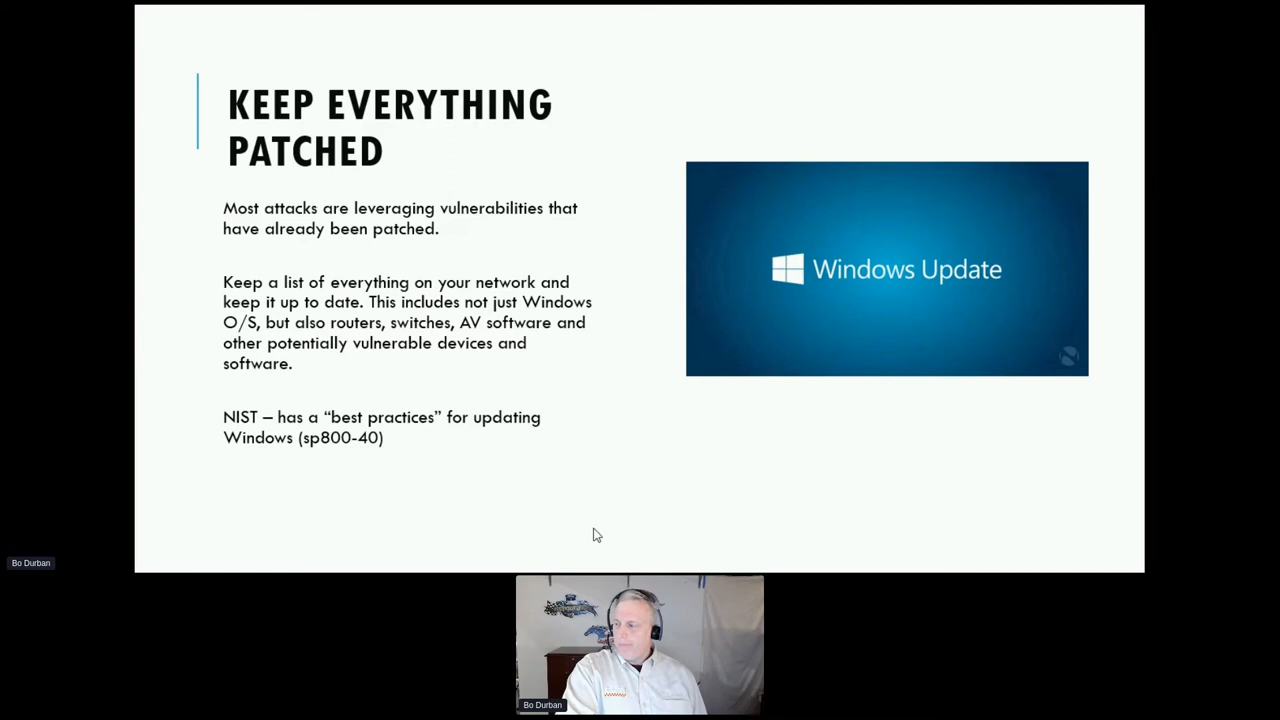 KEEP EVERYTHING
PATCHED
Most attacks are leveraging vulnerabilities that
have already been patched.
Keep a list of everything on your network and
keep it up to date. This includes not just Windows
O/S, but also routers, switches, AV software and
other potentially vulnerable devices and
software.
NIST – has a “best practices” for updating
Windows (sp800-40)
Windows Update
Bo Durban
Bo Durban